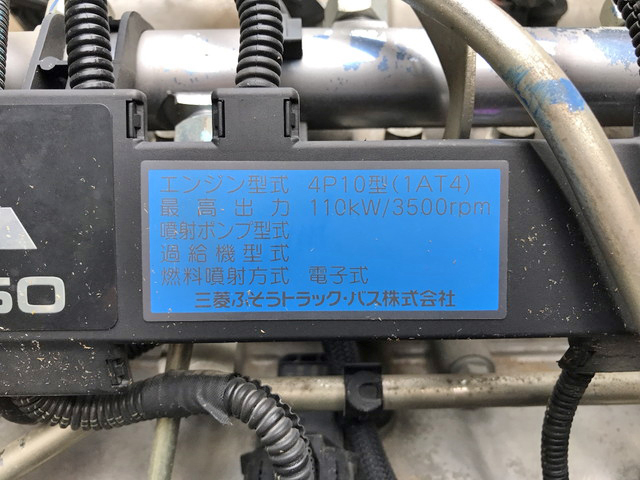 エンジン型式 4P10型(1AT4)
最高出力 110kW/3500rpm
噴射ポンプ型式
過給機型式
燃料噴射方式 電子式
三菱ふそうトラック・バス株式会社
50